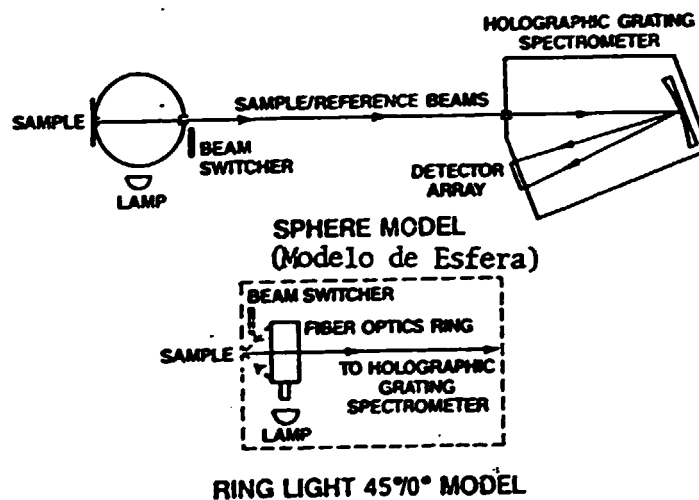 HOLOGRAPHIC GRATING
SPECTROMETER
SAMPLE
SAMPLE/REFERENCE BEAMS
BEAM
SWITCHER
LAMP
DETECTOR
ARRAY
SPHERE MODEL
(Modelo de Esfera)
BEAM SWITCHER
FIBER OPTICS RING
SAMPLE
TO HOLOGRAPHIC
GRATING
SPECTROMETER
LAMP
RING LIGHT 45°/0° MODEL